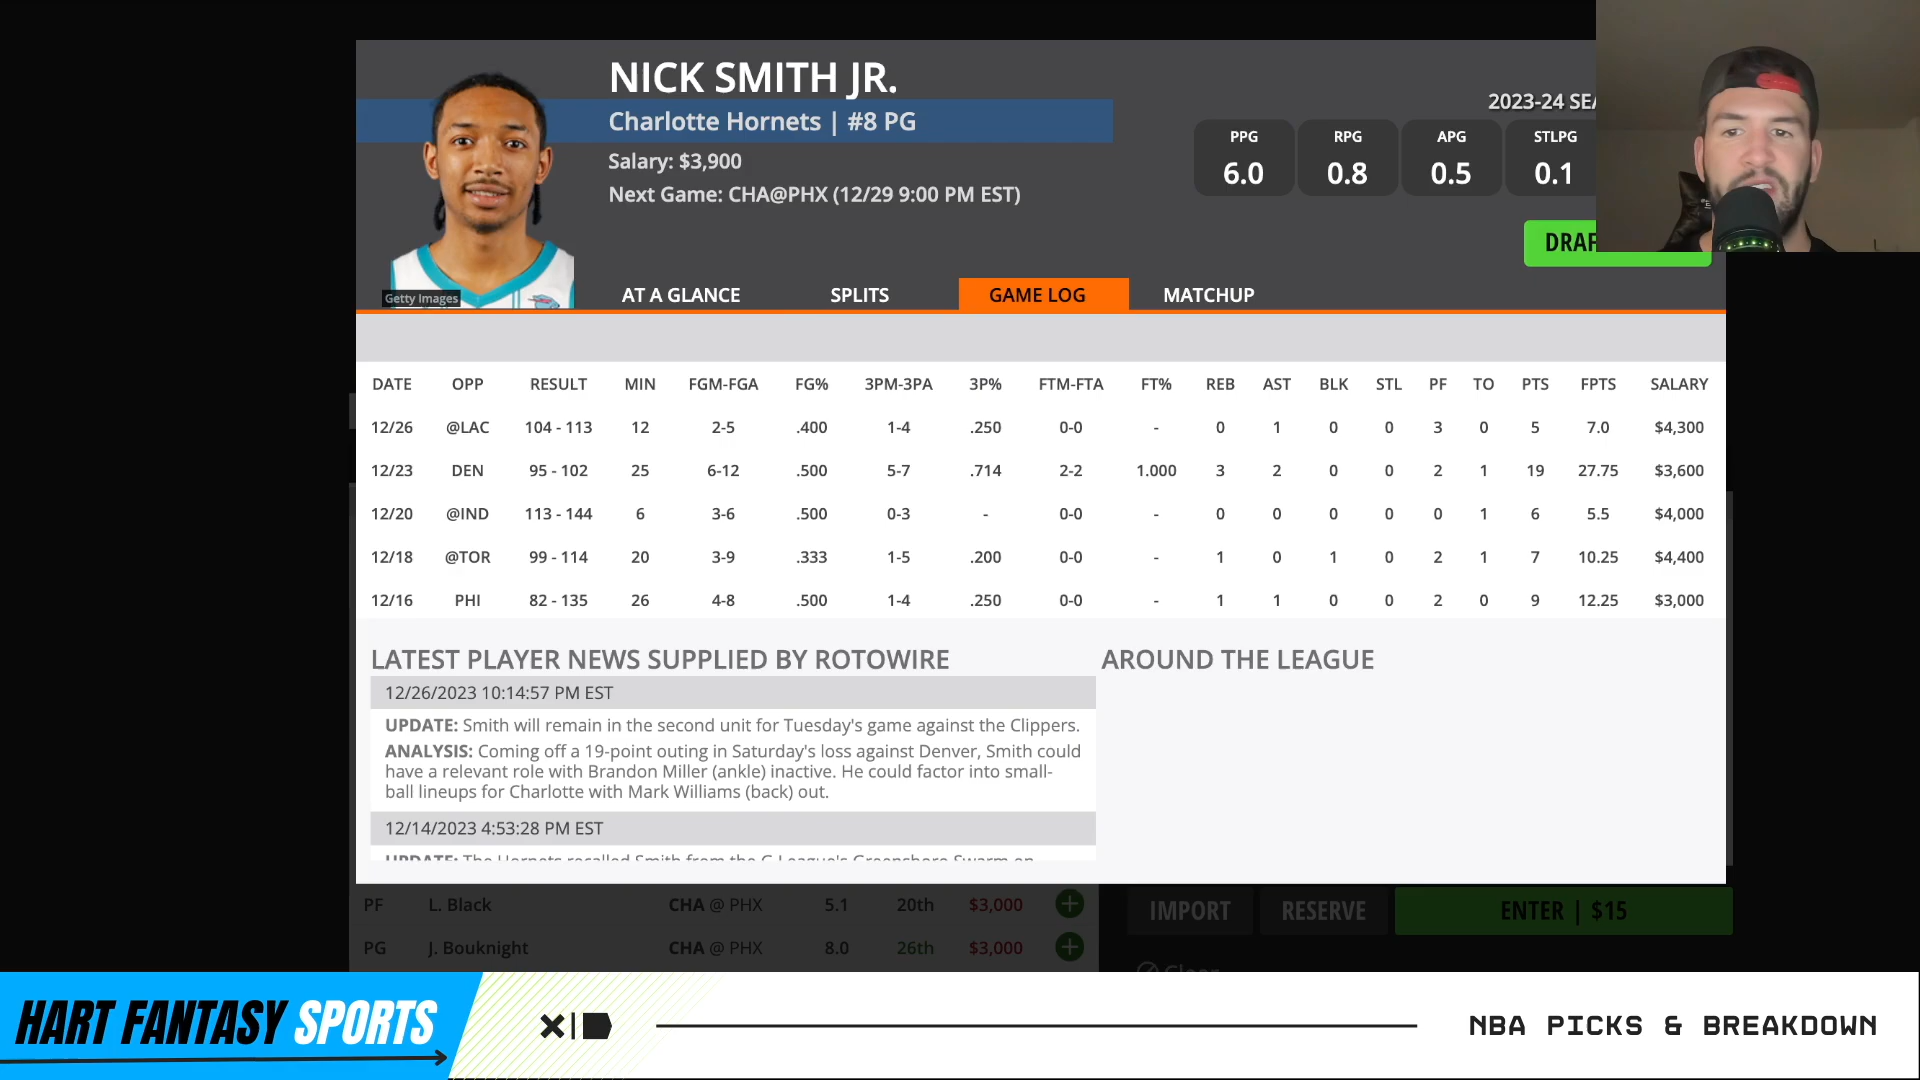 NICK SMITH JR.
Charlotte Hornets | #8 PG
Salary: $3,900
Next Game: CHA@PHX (12/29 9:00 PM EST)
2023-24 SEA
PPG RPG APG STLPG
6.0 0.8 0.5 0.1
DRAF
Getty Images
AT A GLANCE SPLITS GAME LOG MATCHUP
DATE OPP RESULT MIN FGM-FGA FG% 3PM-3PA 3P% FTM-FTA FT% REB AST BLK STL PF TO PTS FPTS SALARY
12/26 @LAC 104 - 113 12 2-5 .400 1-4 .250 0-0 - 0 1 0 0 3 0 5 7.0 $4,300
12/23 DEN 95 - 102 25 6-12 .500 5-7 .714 2-2 1.000 3 2 0 0 2 1 19 27.75 $3,600
12/20 @IND 113 - 144 6 3-6 .500 0-3 - 0-0 - 0 0 0 0 0 1 6 5.5 $4,000
12/18 @TOR 99 - 114 20 3-9 .333 1-5 .200 0-0 - 1 0 1 0 2 1 7 10.25 $4,400
12/16 PHI 82 - 135 26 4-8 .500 1-4 .250 0-0 - 1 1 0 0 2 0 9 12.25 $3,000
LATEST PLAYER NEWS SUPPLIED BY ROTOWIRE
12/26/2023 10:14:57 PM EST
UPDATE: Smith will remain in the second unit for Tuesday's game against the Clippers.
ANALYSIS: Coming off a 19-point outing in Saturday's loss against Denver, Smith could
have a relevant role with Brandon Miller (ankle) inactive. He could factor into small-
ball lineups for Charlotte with Mark Williams (back) out.
12/14/2023 4:53:28 PM EST
UPDATE: The Hornets recalled Smith from the G League's Greensboro Swarm on
AROUND THE LEAGUE
PF L. Black CHA @ PHX 5.1 20th $3,000
PG J. Bouknight CHA @ PHX 8.0 26th $3,000
IMPORT RESERVE ENTER | $15
Clear
HART FANTASY SPORTS
NBA PICKS & BREAKDOWN